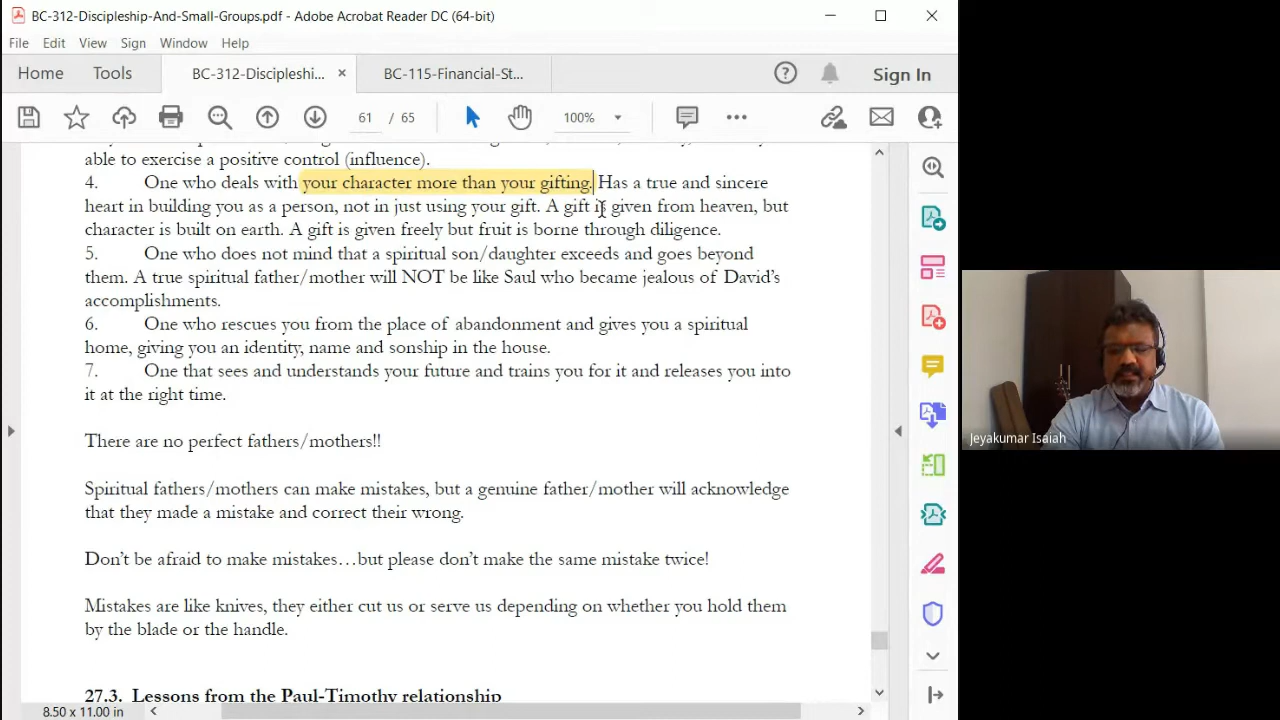 BC-312-Discipleship-And-Small-Groups.pdf - Adobe Acrobat Reader DC (64-bit)
File Edit View Sign Window Help
Home Tools BC-312-Discipleshi... × BC-115-Financial-St... Sign In
61 / 65 100%
able to exercise a positive control (influence).
4. One who deals with your character more than your gifting. Has a true and sincere
heart in building you as a person, not in just using your gift. A gift is given from heaven, but
character is built on earth. A gift is given freely but fruit is borne through diligence.
5. One who does not mind that a spiritual son/daughter exceeds and goes beyond
them. A true spiritual father/mother will NOT be like Saul who became jealous of David's
accomplishments.
6. One who rescues you from the place of abandonment and gives you a spiritual
home, giving you an identity, name and sonship in the house.
7. One that sees and understands your future and trains you for it and releases you into
it at the right time.
There are no perfect fathers/mothers!!
Spiritual fathers/mothers can make mistakes, but a genuine father/mother will acknowledge
that they made a mistake and correct their wrong.
Don't be afraid to make mistakes…but please don't make the same mistake twice!
Mistakes are like knives, they either cut us or serve us depending on whether you hold them
by the blade or the handle.
27.3. Lessons from the Paul-Timothy relationship
8.50 x 11.00 in
Jeyakumar Isaiah